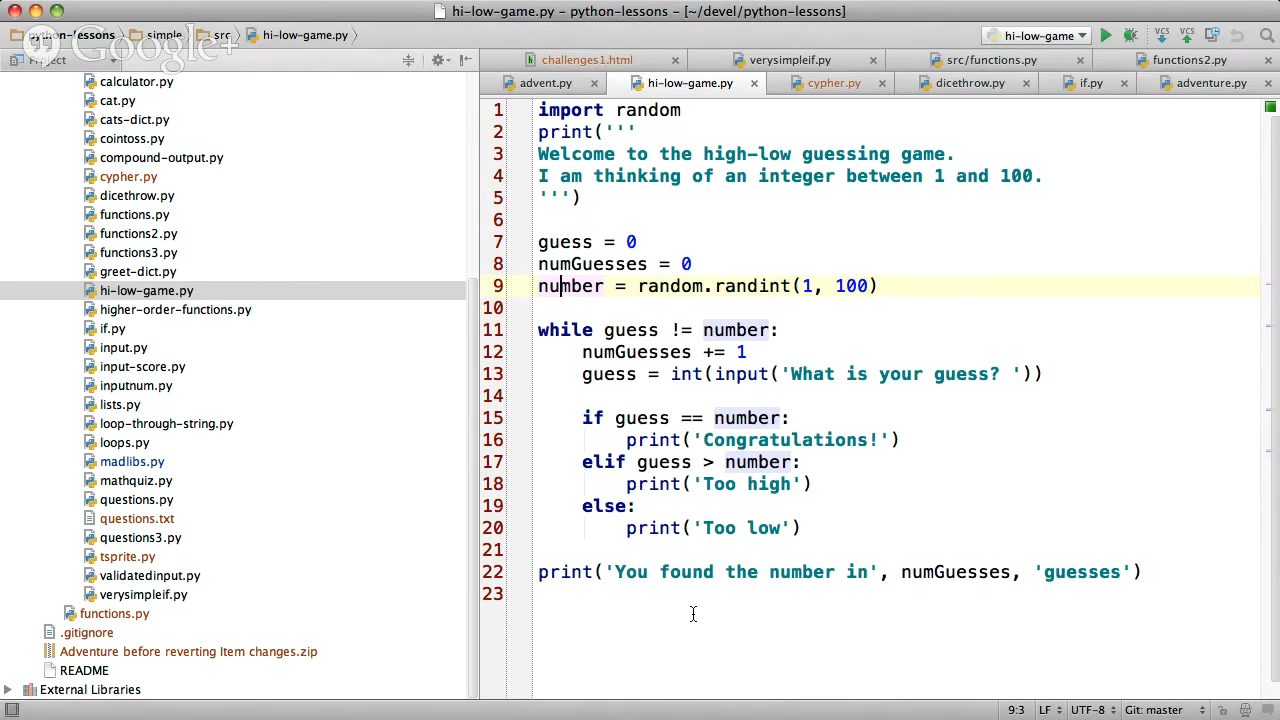 hi-low-game.py - python-lessons - [~/devel/python-lessons]
python-lessons simple src hi-low-game.py
hi-low-game
VCS VCS
Google+
Project
challenges1.html verysimpleif.py src/functions.py functions2.py
advent.py hi-low-game.py cypher.py dicethrow.py if.py adventure.py
calculator.py
cat.py
cats-dict.py
cointoss.py
compound-output.py
cypher.py
dicethrow.py
functions.py
functions2.py
functions3.py
greet-dict.py
hi-low-game.py
higher-order-functions.py
if.py
input.py
input-score.py
inputnum.py
lists.py
loop-through-string.py
loops.py
madlibs.py
mathquiz.py
questions.py
questions.txt
questions3.py
tsprite.py
validatedinput.py
verysimpleif.py
functions.py
.gitignore
Adventure before reverting Item changes.zip
README
External Libraries
1 import random
2 print('''
3 Welcome to the high-low guessing game.
4 I am thinking of an integer between 1 and 100.
5 ''')
6
7 guess = 0
8 numGuesses = 0
9 number = random.randint(1, 100)
10
11 while guess != number:
12 numGuesses += 1
13 guess = int(input('What is your guess? '))
14
15 if guess == number:
16 print('Congratulations!')
17 elif guess > number:
18 print('Too high')
19 else:
20 print('Too low')
21
22 print('You found the number in', numGuesses, 'guesses')
23
9:3 LF UTF-8 Git: master